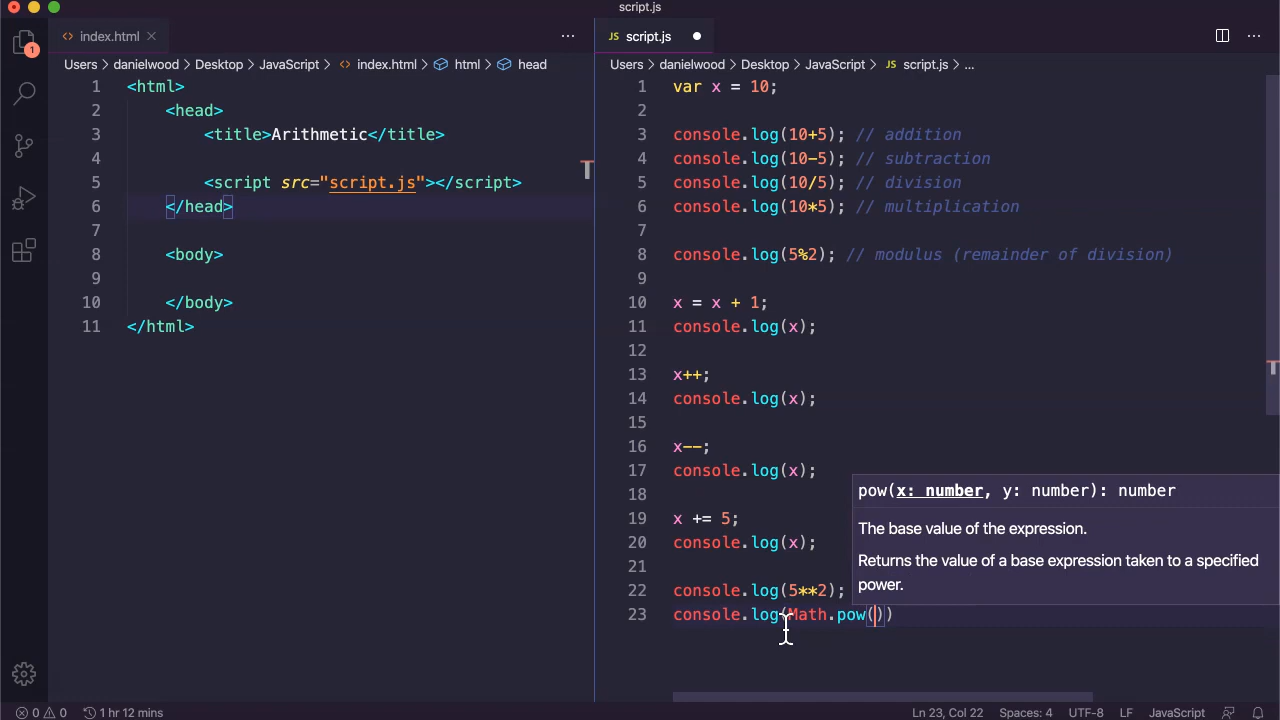 script.js
index.html
Users > danielwood > Desktop > JavaScript > index.html > html > head
1 <html>
2 <head>
3 <title>Arithmetic</title>
4
5 <script src="script.js"></script>
6 </head>
7
8 <body>
9
10 </body>
11 </html>
JS script.js
Users > danielwood > Desktop > JavaScript > JS script.js > ...
1 var x = 10;
2
3 console.log(10+5); // addition
4 console.log(10-5); // subtraction
5 console.log(10/5); // division
6 console.log(10*5); // multiplication
7
8 console.log(5%2); // modulus (remainder of division)
9
10 x = x + 1;
11 console.log(x);
12
13 x++;
14 console.log(x);
15
16 x--;
17 console.log(x);
18
19 x += 5;
20 console.log(x);
21
22 console.log(5**2);
23 console.log(Math.pow())
pow(x: number, y: number): number
The base value of the expression.
Returns the value of a base expression taken to a specified
power.
1
0 0 1 hr 12 mins
Ln 23, Col 22 Spaces: 4 UTF-8 LF JavaScript